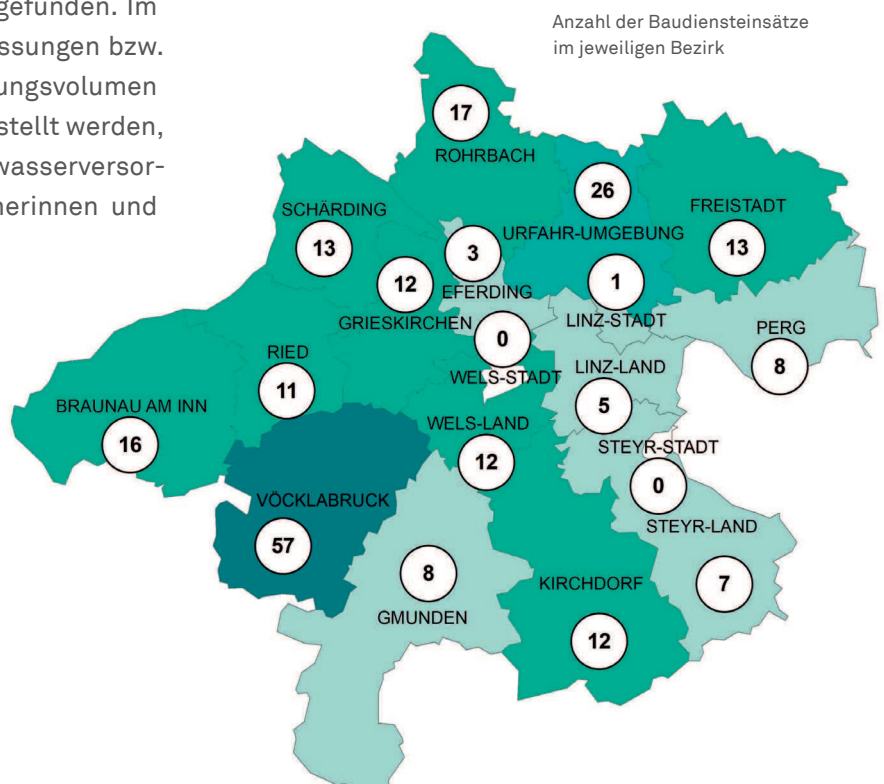 gefunden. Im
ssungen bzw.
ungsvolumen
stellt werden,
wasserversor-
nerinnen und
Anzahl der Baudiensteinsätze
im jeweiligen Bezirk
17
ROHRBACH
26
URFAHR-UMGEBUNG
FREISTADT
13
SCHÄRDING
13
3
EFERDING
12
GRIESKIRCHEN
1
LINZ-STADT
PERG
8
0
WELS-STADT
RIED
11
LINZ-LAND
5
BRAUNAU AM INN
16
WELS-LAND
12
STEYR-STADT
0
VÖCKLABRUCK
57
STEYR-LAND
7
8
GMUNDEN
KIRCHDORF
12